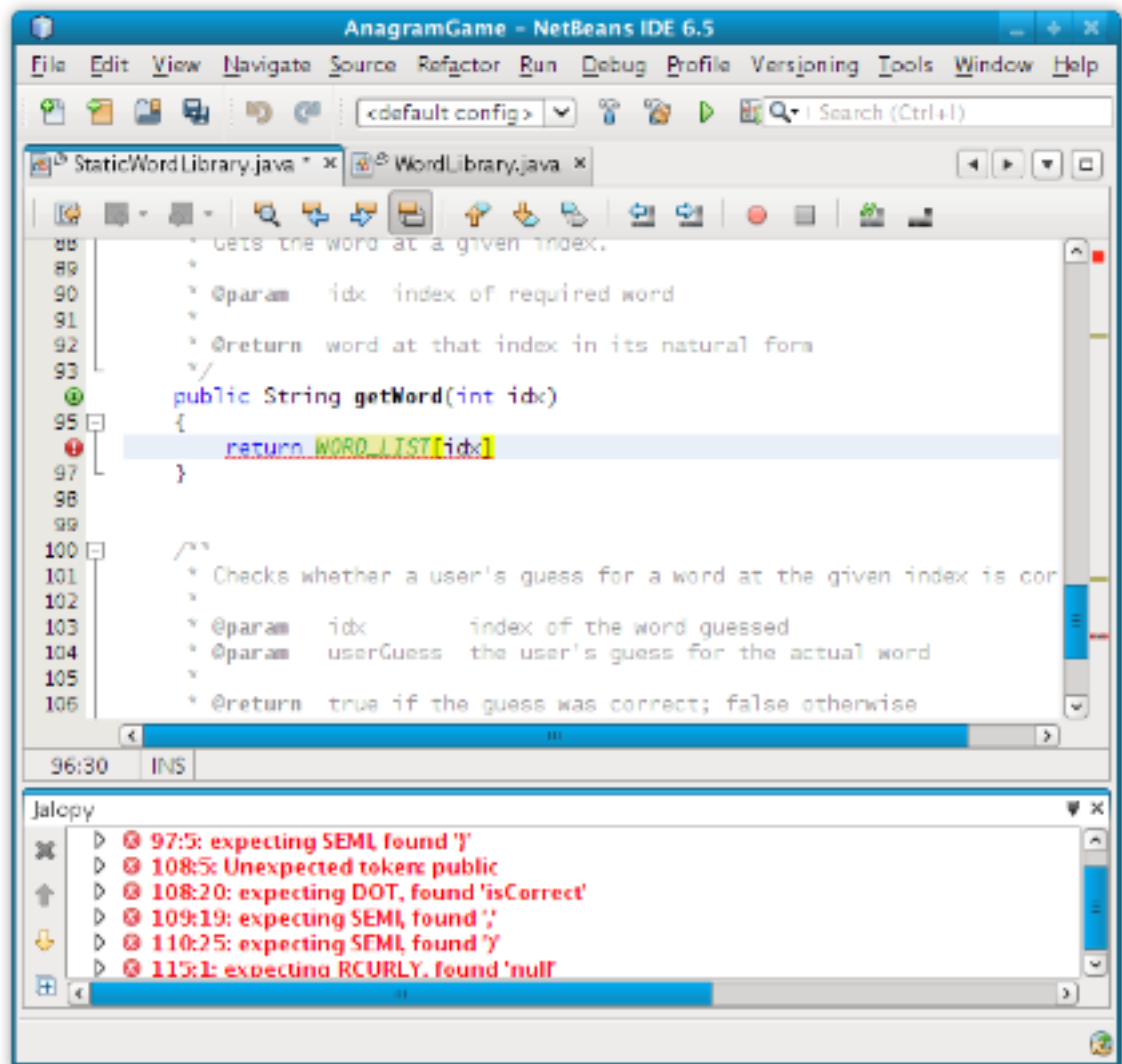 AnagramGame - NetBeans IDE 6.5
File Edit View Navigate Source Refactor Run Debug Profile Versioning Tools Window Help
<default config> Search (Ctrl+I)
StaticWordLibrary.java * WordLibrary.java
88 * Gets the word at a given index.
89 *
90 * @param idx index of required word
91 *
92 * @return word at that index in its natural form
93 */
public String getWord(int idx)
95 {
return WORD_LIST[idx]
97 }
98
99
100 /**
101 * Checks whether a user's guess for a word at the given index is cor
102 *
103 * @param idx index of the word guessed
104 * @param userGuess the user's guess for the actual word
105 *
106 * @return true if the guess was correct; false otherwise
96:30 INS
Jalopy
97:5: expecting SEMI, found '}'
108:5: Unexpected token: public
108:20: expecting DOT, found 'isCorrect'
109:19: expecting SEMI, found ','
110:25: expecting SEMI, found ')'
115:1: expecting RCURLY, found 'null'